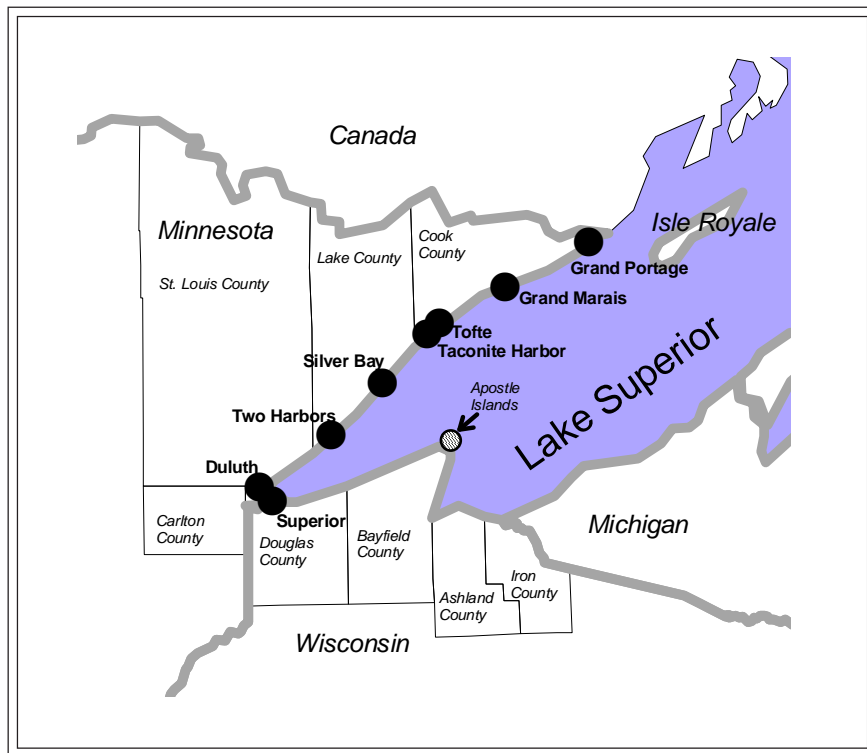 Canada
Minnesota
Isle Royale
Cook
County
Lake County
St. Louis County
Grand Portage
Grand Marais
Tofte
Taconite Harbor
Silver Bay
Apostle
Islands
Lake Superior
Two Harbors
Duluth
Superior
Carlton
County
Douglas
County
Bayfield
County
Michigan
Iron
County
Ashland
County
Wisconsin